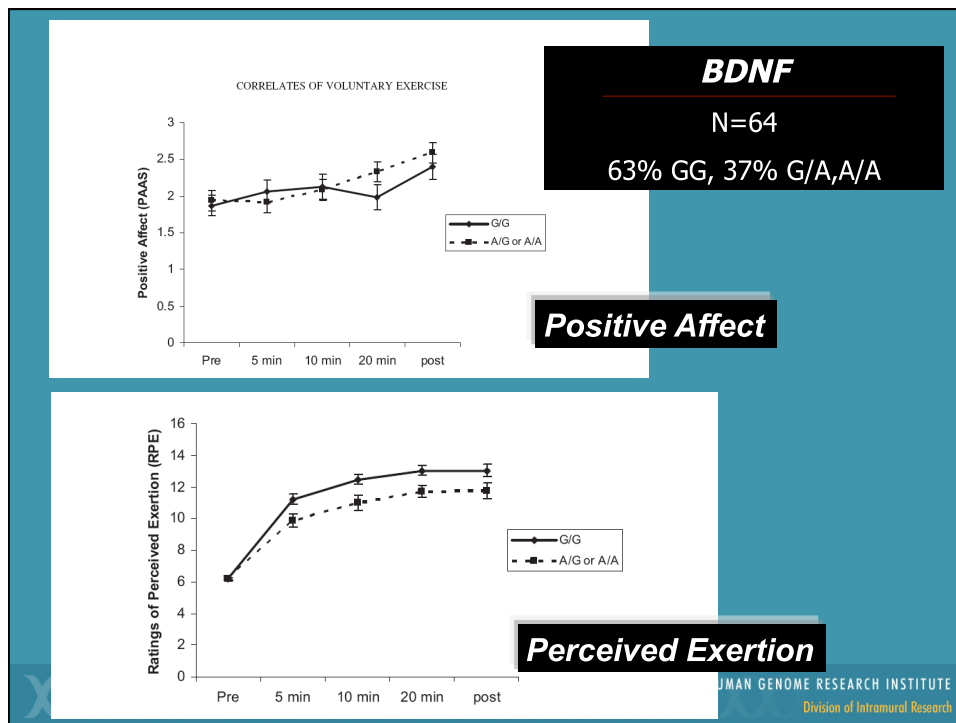 CORRELATES OF VOLUNTARY EXERCISE
BDNF
N=64
63% GG, 37% G/A,A/A
Positive Affect (PAAS)
3
2.5
2
1.5
1
0.5
0
Pre 5 min 10 min 20 min post
G/G
A/G or A/A
Positive Affect
Ratings of Perceived Exertion (RPE)
16
14
12
10
8
6
4
2
0
Pre 5 min 10 min 20 min post
G/G
A/G or A/A
Perceived Exertion
UMAN GENOME RESEARCH INSTITUTE
Division of Intramural Research